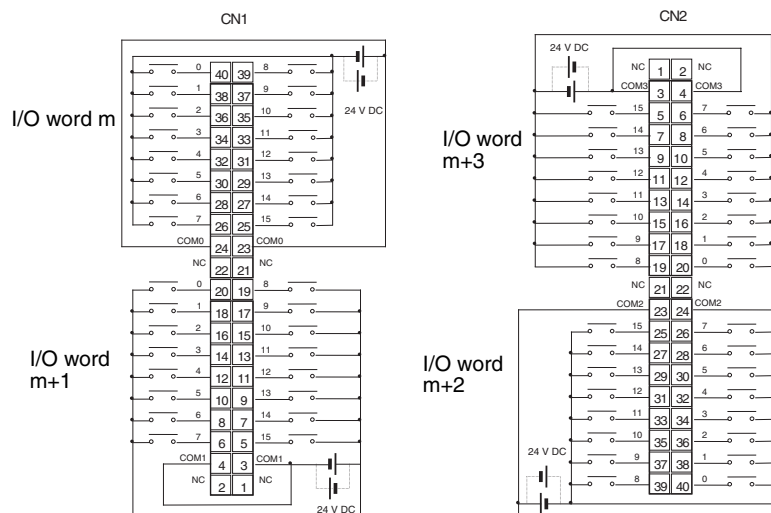 CN1
0 40 39 8
1 38 37 9
24 V DC
I/O word m
2 36 35 10
3 34 33 11
4 32 31 12
5 30 29 13
6 28 27 14
7 26 25 15
COM0 24 23 COM0
NC 22 21 NC
0 20 19 8
1 18 17 9
2 16 15 10
3 14 13 11
I/O word
m+1
4 12 11 12
5 10 9 13
6 8 7 14
7 6 5 15
COM1 4 3 COM1
NC 2 1 NC
24 V DC
CN2
24 V DC
NC 1 2 NC
COM3 3 4 COM3
15 5 6 7
14 7 8 6
I/O word
m+3
13 9 10 5
12 11 12 4
11 13 14 3
10 15 16 2
9 17 18 1
8 19 20 0
NC 21 22 NC
COM2 23 24 COM2
15 25 26 7
14 27 28 6
I/O word
m+2
13 29 30 5
12 31 32 4
11 33 34 3
10 35 36 2
24 V DC
9 37 38 1
8 39 40 0